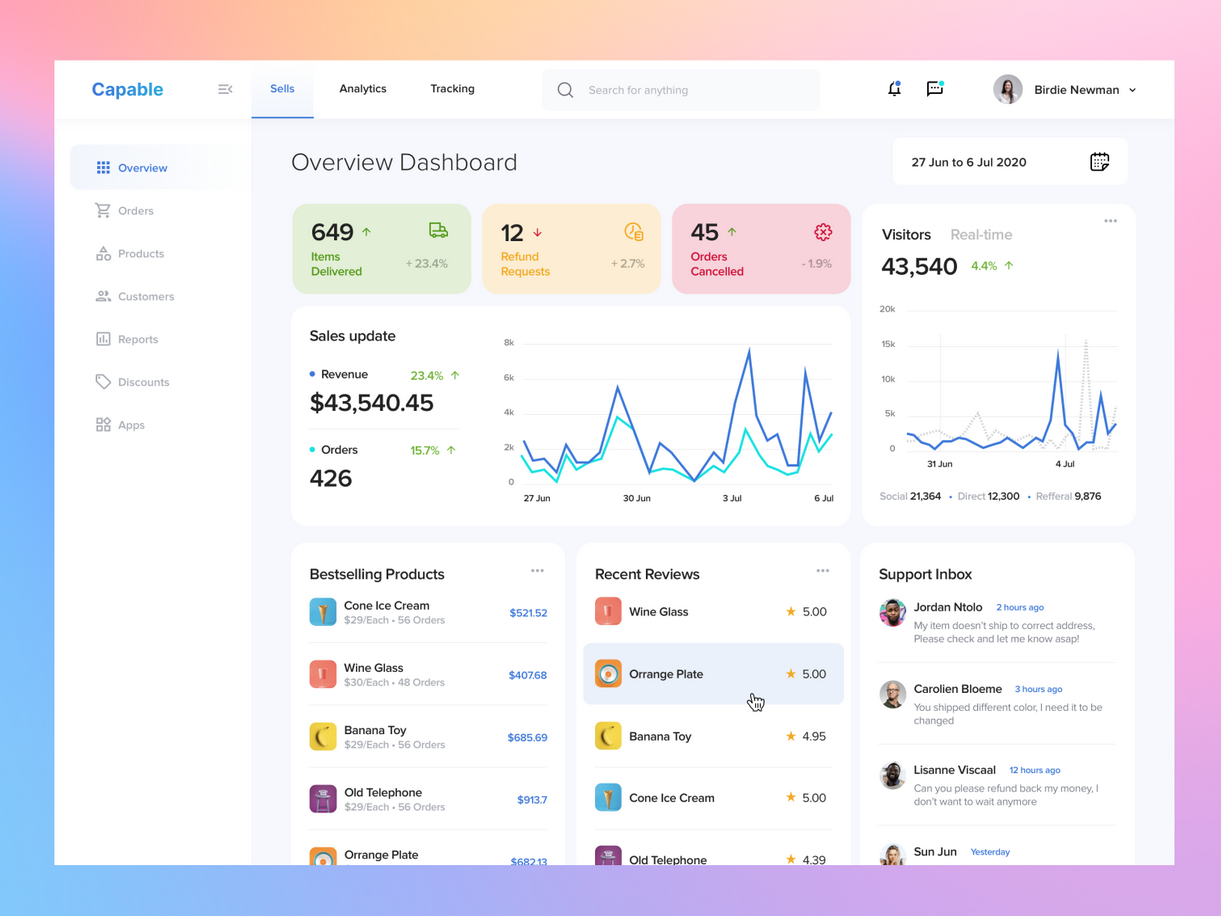 Capable
Sells
Analytics
Tracking
Search for anything
Birdie Newman
Overview
Orders
Products
Customers
Reports
Discounts
Apps
Overview Dashboard
27 Jun to 6 Jul 2020
649
Items
Delivered
+ 23.4%
12
Refund
Requests
+ 2.7%
45
Orders
Cancelled
- 1.9%
Visitors
Real-time
43,540
4.4%
20k
15k
10k
5k
0
31 Jun
4 Jul
Social 21,364 • Direct 12,300 • Refferal 9,876
Sales update
Revenue
23.4%
$43,540.45
Orders
15.7%
426
8k
6k
4k
2k
0
27 Jun
30 Jun
3 Jul
6 Jul
Bestselling Products
Cone Ice Cream
$29/Each • 56 Orders
$521.52
Wine Glass
$30/Each • 48 Orders
$407.68
Banana Toy
$29/Each • 56 Orders
$685.69
Old Telephone
$29/Each • 56 Orders
$913.7
Orrange Plate
$682.13
Recent Reviews
Wine Glass
5.00
Orrange Plate
5.00
Banana Toy
4.95
Cone Ice Cream
5.00
Old Telephone
4.39
Support Inbox
Jordan Ntolo
2 hours ago
My item doesn't ship to correct address,
Please check and let me know asap!
Carolien Bloeme
3 hours ago
You shipped different color, I need it to be
changed
Lisanne Viscaal
12 hours ago
Can you please refund back my money, I
don't want to wait anymore
Sun Jun
Yesterday